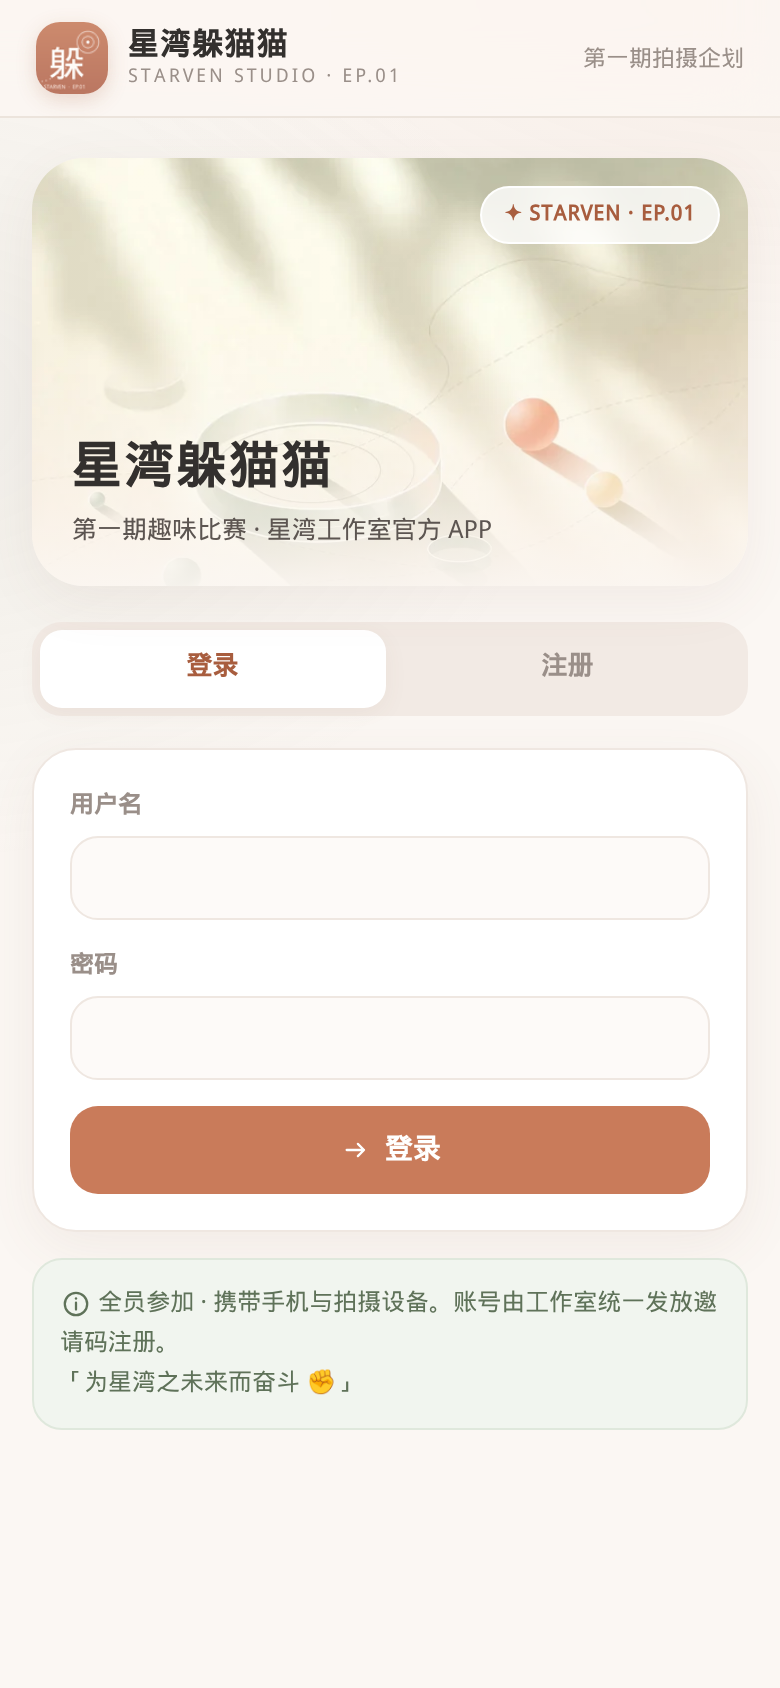 躲
STARVEN · EP.01
星湾躲猫猫
STARVEN STUDIO · EP.01
第一期拍摄企划
✦ STARVEN · EP.01
星湾躲猫猫
第一期趣味比赛 · 星湾工作室官方 APP
登录
注册
用户名
密码
→ 登录
全员参加 · 携带手机与拍摄设备。账号由工作室统一发放邀
请码注册。
「为星湾之未来而奋斗 ✊」